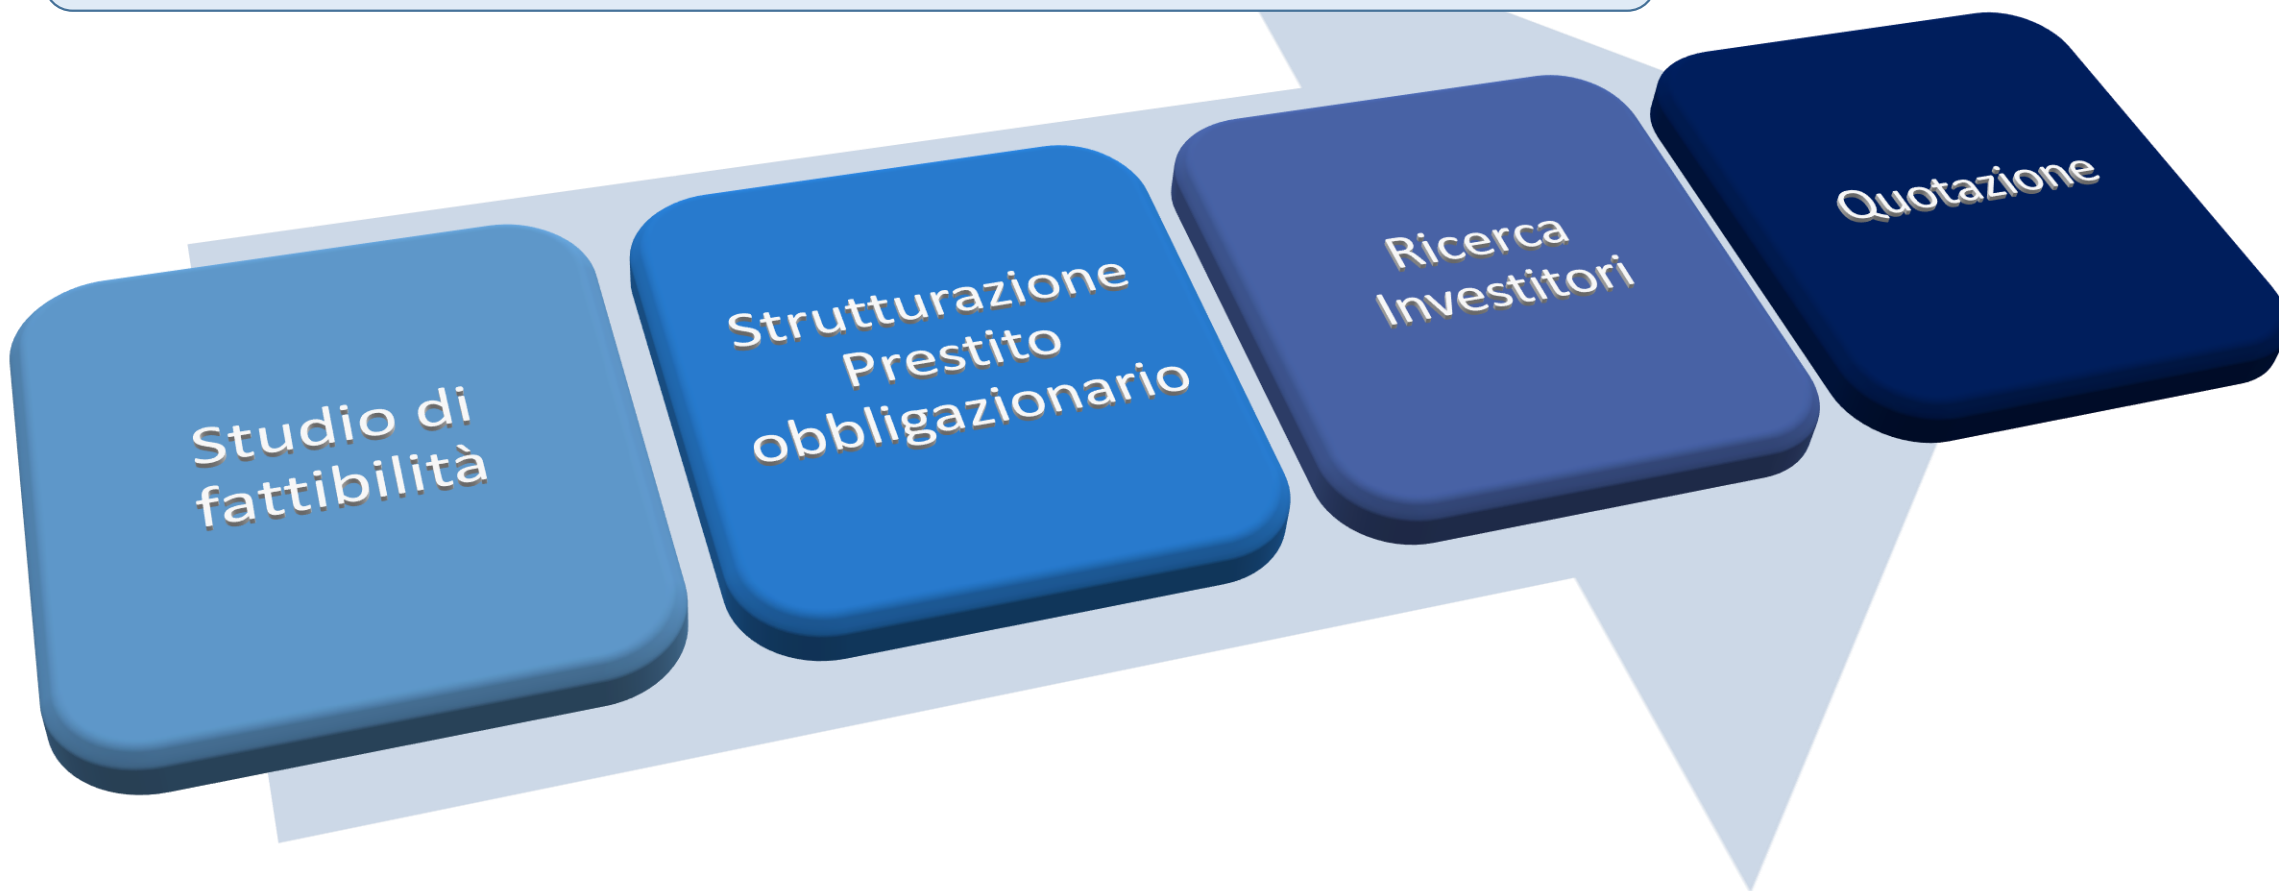 Studio di
fattibilità
Strutturazione
Prestito
obbligazionario
Ricerca
Investitori
Quotazione